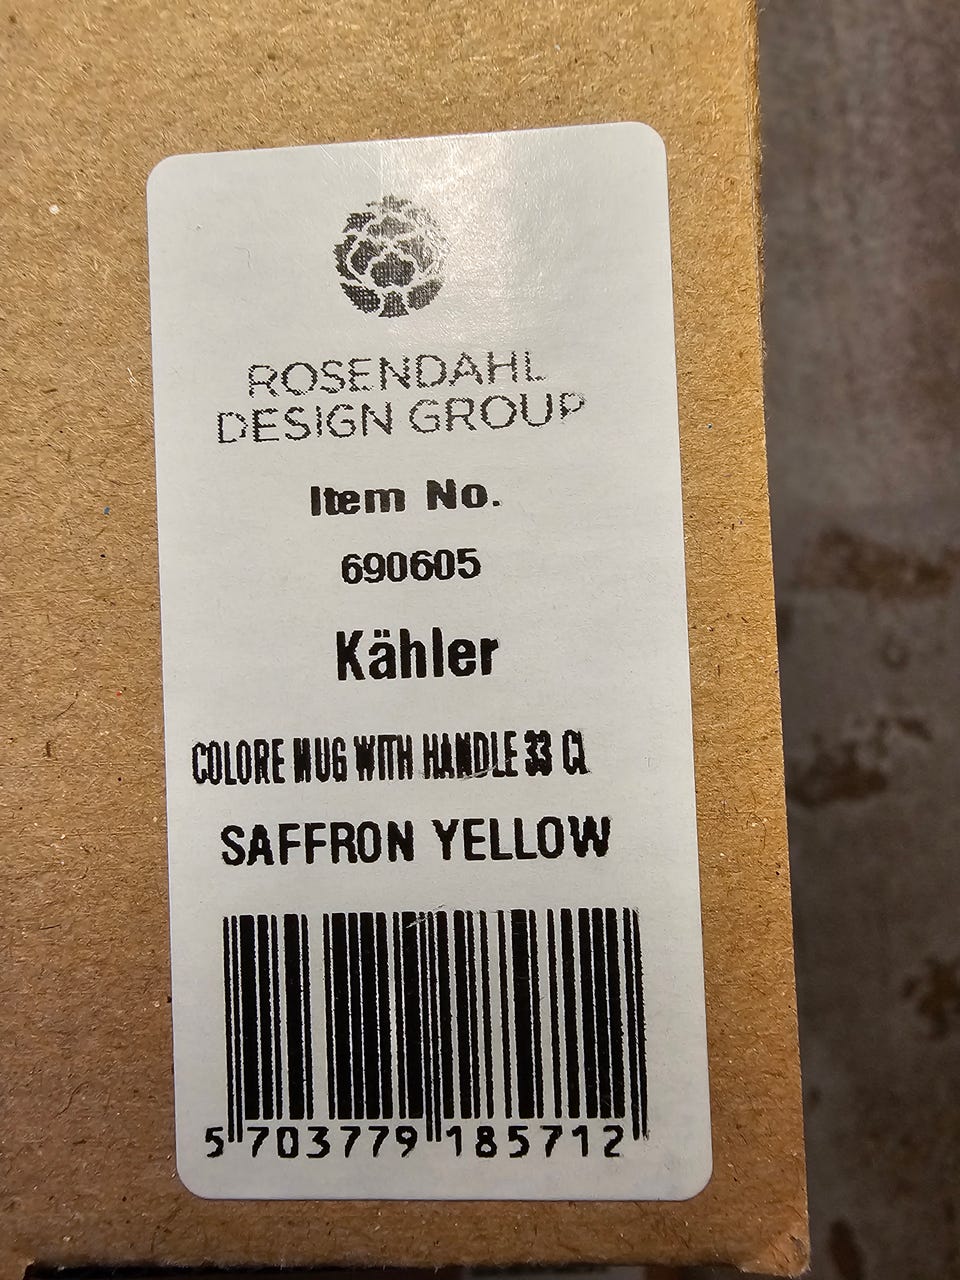 ROSENDAHL
DESIGN GROUP
Item No.
690605
Kähler
COLORE MUG WITH HANDLE 33 CL
SAFFRON YELLOW
5 703779 185712